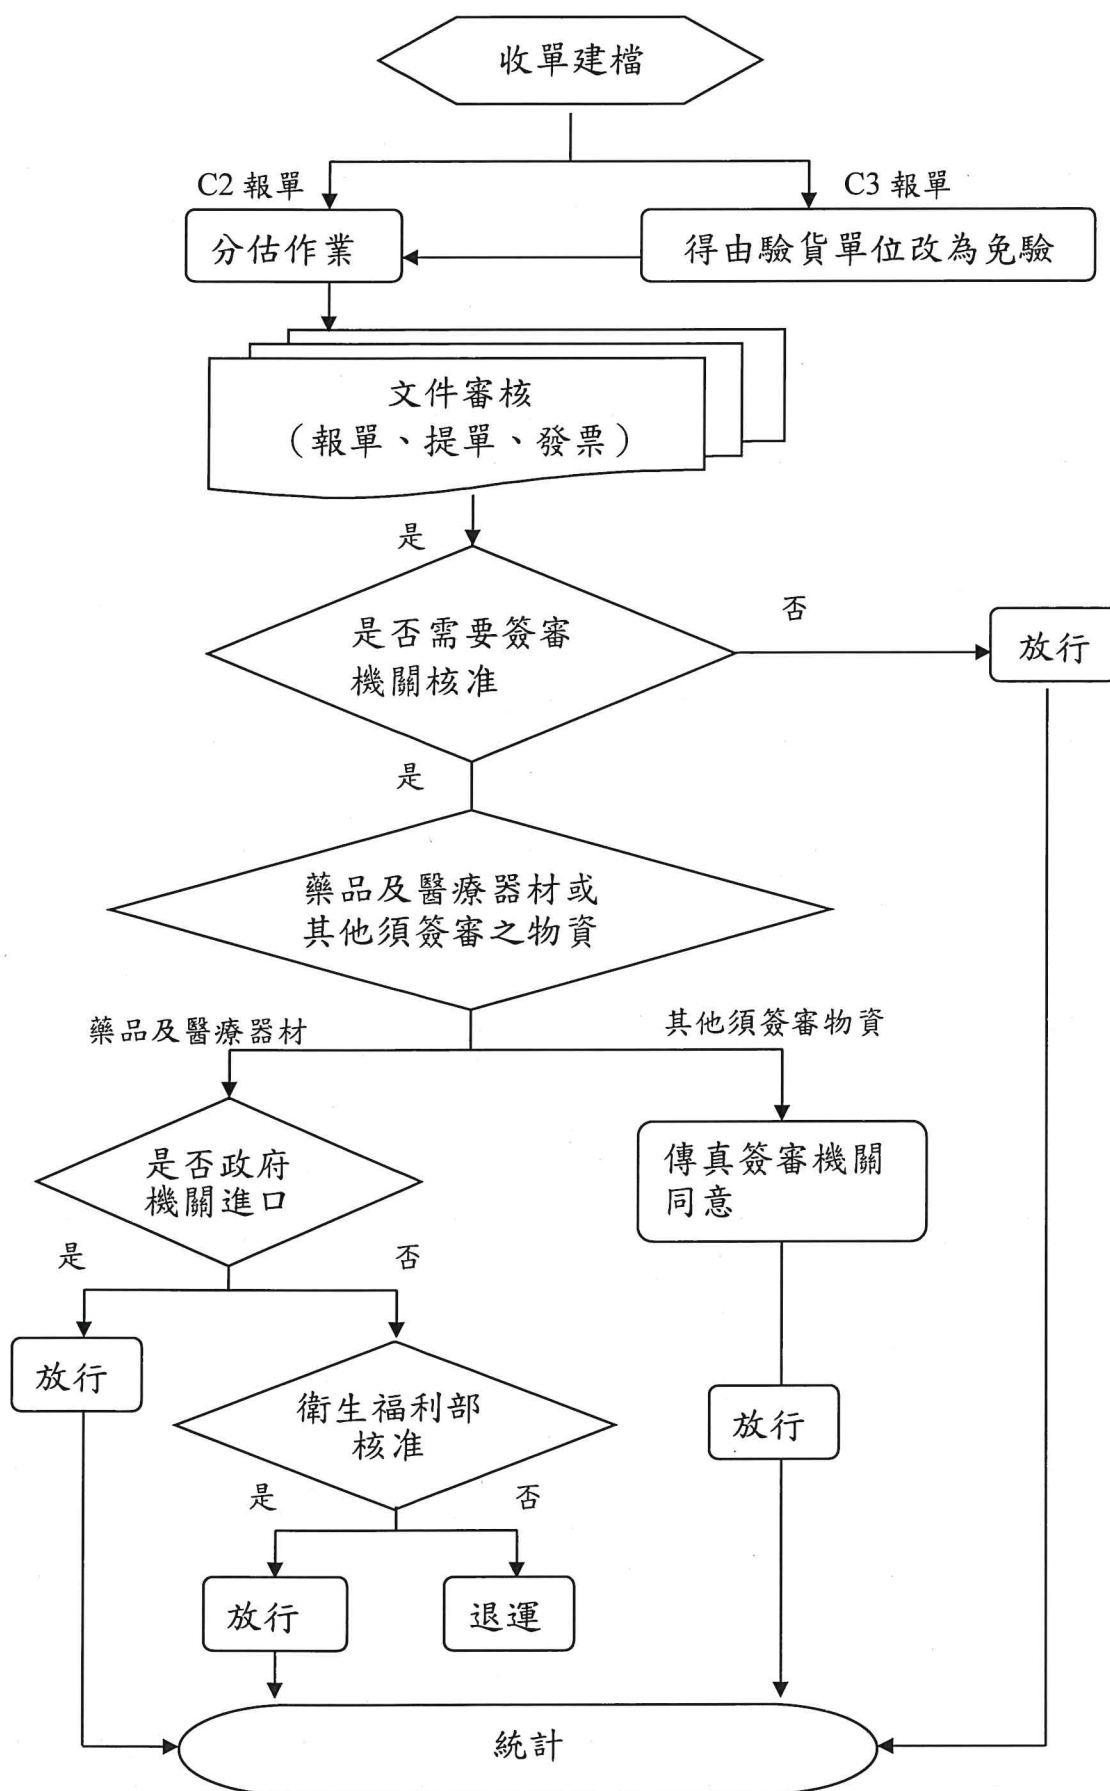 收單建檔
C2 報單
C3 報單
分估作業
得由驗貨單位改為免驗
文件審核
（報單、提單、發票）
是
是否需要簽審
機關核准
否
放行
是
藥品及醫療器材或
其他須簽審之物資
藥品及醫療器材
其他須簽審物資
是否政府
機關進口
傳真簽審機關
同意
是
否
放行
衛生福利部
核准
放行
是
否
放行
退運
統計